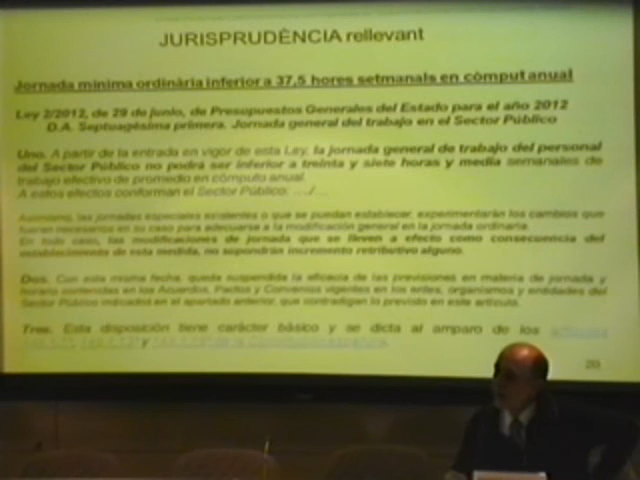 JURISPRUDÈNCIA rellevant
Jornada mínima ordinària inferior a 37,5 hores setmanals en còmput anual
Ley 2/2012, de 29 de junio, de Presupuestos Generales del Estado para el año 2012
D.A. Septuagésima primera. Jornada general del trabajo en el Sector Público
Uno. A partir de la entrada en vigor de esta Ley, la jornada general de trabajo del personal
del Sector Público no podrá ser inferior a treinta y siete horas y media semanales de
trabajo efectivo de promedio en cómputo anual.
A estos efectos conforman el Sector Público: …/…
Asimismo, las jornadas especiales existentes o que se puedan establecer, experimentarán los cambios que
fueran necesarios en su caso para adecuarse a la modificación general en la jornada ordinaria.
En todo caso, las modificaciones de jornada que se lleven a efecto como consecuencia del
establecimiento de esta medida, no supondrán incremento retributivo alguno.
Dos. Con esta misma fecha, queda suspendida la eficacia de las previsiones en materia de jornada y
horario contenidas en los Acuerdos, Pactos y Convenios vigentes en los entes, organismos y entidades del
Sector Público indicados en el apartado anterior, que contradigan lo previsto en este artículo.
Tres. Esta disposición tiene carácter básico y se dicta al amparo de los
y
20